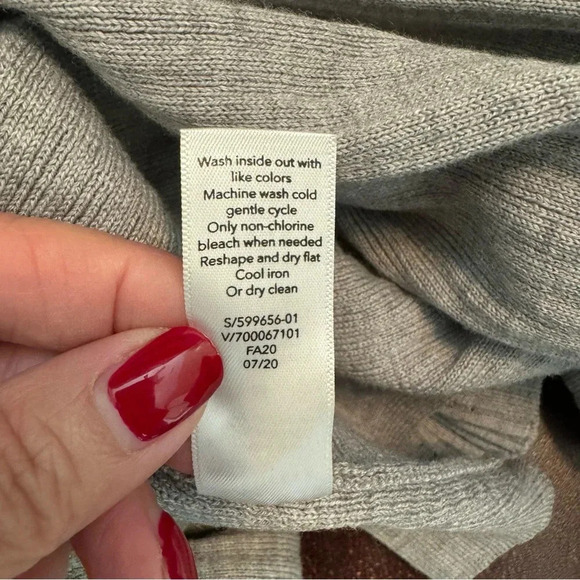 Wash inside out with
like colors
Machine wash cold
gentle cycle
Only non-chlorine
bleach when needed
Reshape and dry flat
Cool iron
Or dry clean
S/599656-01
V/700067101
FA20
07/20